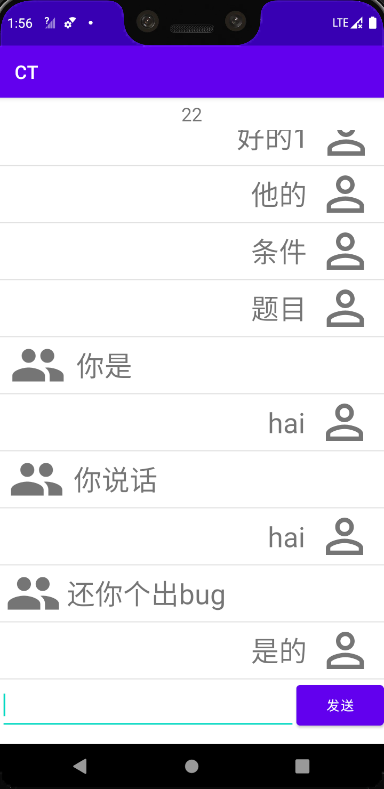 1:56 LTE
CT
22
好的1
他的
条件
题目
你是
hai
你说话
hai
还你个出bug
是的
发送